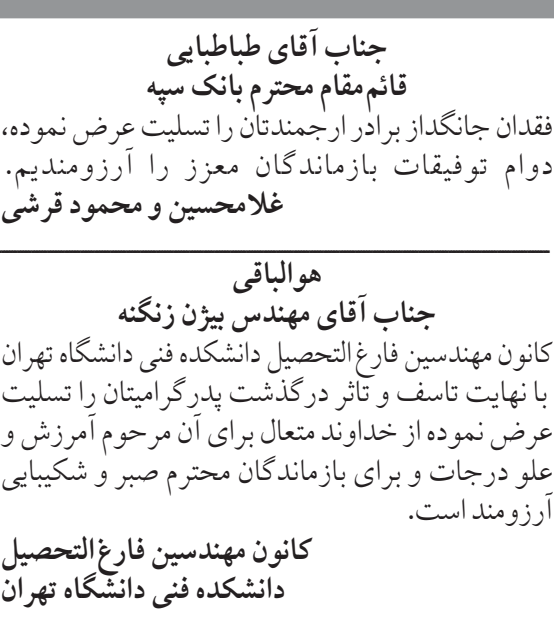 جناب آقای طباطبایی
قائم‌مقام محترم بانک سپه
فقدان جانگداز برادر ارجمندتان را تسلیت عرض نموده،
دوام توفیقات بازماندگان معزز را آرزومندیم.
غلامحسین و محمود قرشی
هوالباقی
جناب آقای مهندس بیژن زنگنه
کانون مهندسین فارغ‌التحصیل دانشکده فنی دانشگاه تهران
با نهایت تاسف و تاثر درگذشت پدرگرامیتان را تسلیت
عرض نموده از خداوند متعال برای آن مرحوم آمرزش و
علو درجات و برای بازماندگان محترم صبر و شکیبایی
آرزومند است.
کانون مهندسین فارغ‌التحصیل
دانشکده فنی دانشگاه تهران